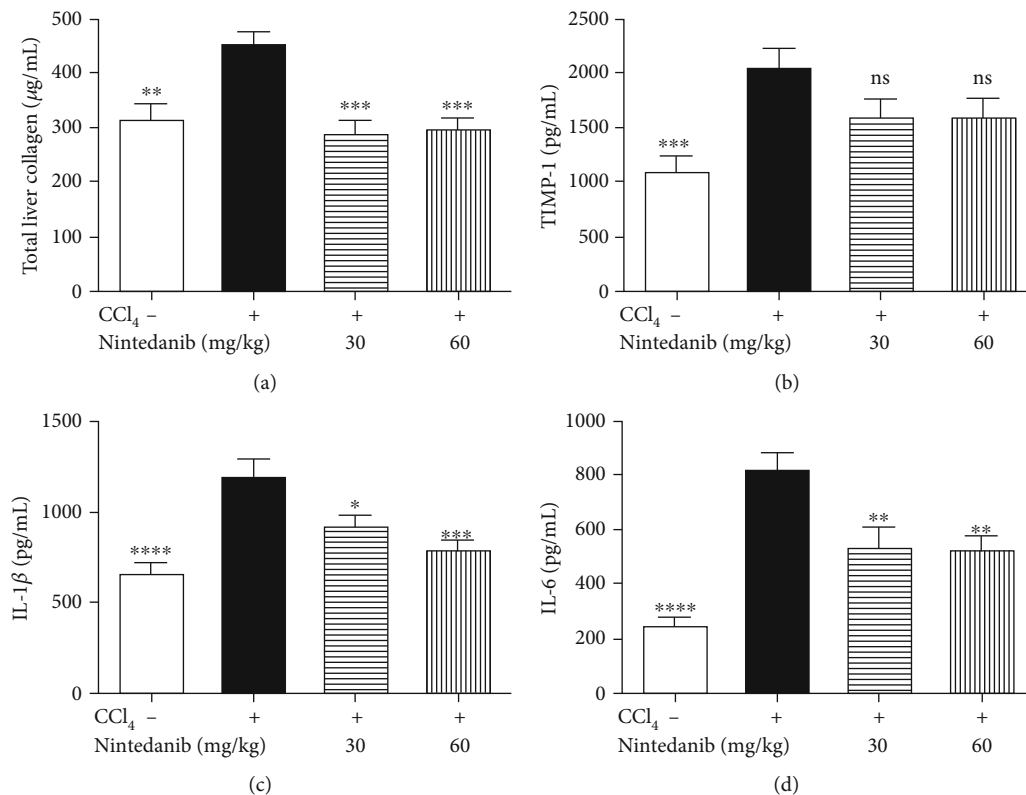 500
400
300
200
100
0
Total liver collagen (µg/mL)
**
***
***
CCl4 – + + +
Nintedanib (mg/kg) 30 60
(a)
2500
2000
1500
1000
500
0
TIMP-1 (pg/mL)
***
ns
ns
CCl4 – + + +
Nintedanib (mg/kg) 30 60
(b)
1500
1000
500
0
IL-1β (pg/mL)
****
*
***
CCl4 – + + +
Nintedanib (mg/kg) 30 60
(c)
1000
800
600
400
200
0
IL-6 (pg/mL)
****
**
**
CCl4 – + + +
Nintedanib (mg/kg) 30 60
(d)